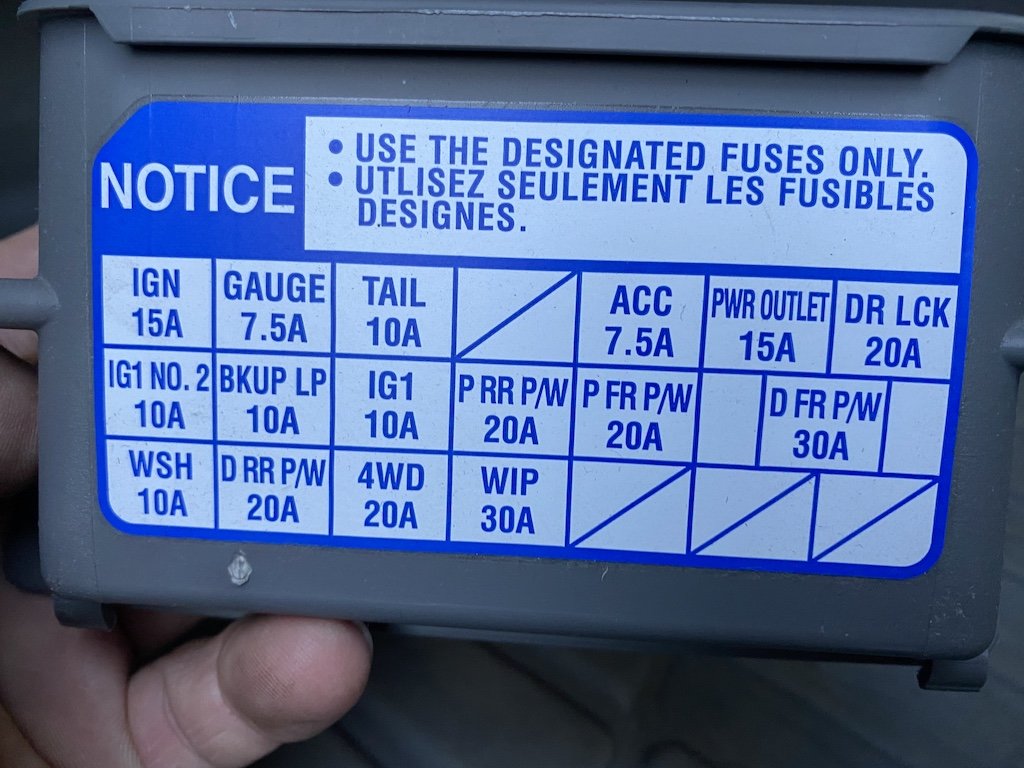 NOTICE
• USE THE DESIGNATED FUSES ONLY.
• UTLISEZ SEULEMENT LES FUSIBLES
DESIGNES.
IGN GAUGE TAIL ACC PWR OUTLET DR LCK
15A 7.5A 10A 7.5A 15A 20A
IG1 NO. 2 BKUP LP IG1 P RR P/W P FR P/W D FR P/W
10A 10A 10A 20A 20A 30A
WSH D RR P/W 4WD WIP
10A 20A 20A 30A